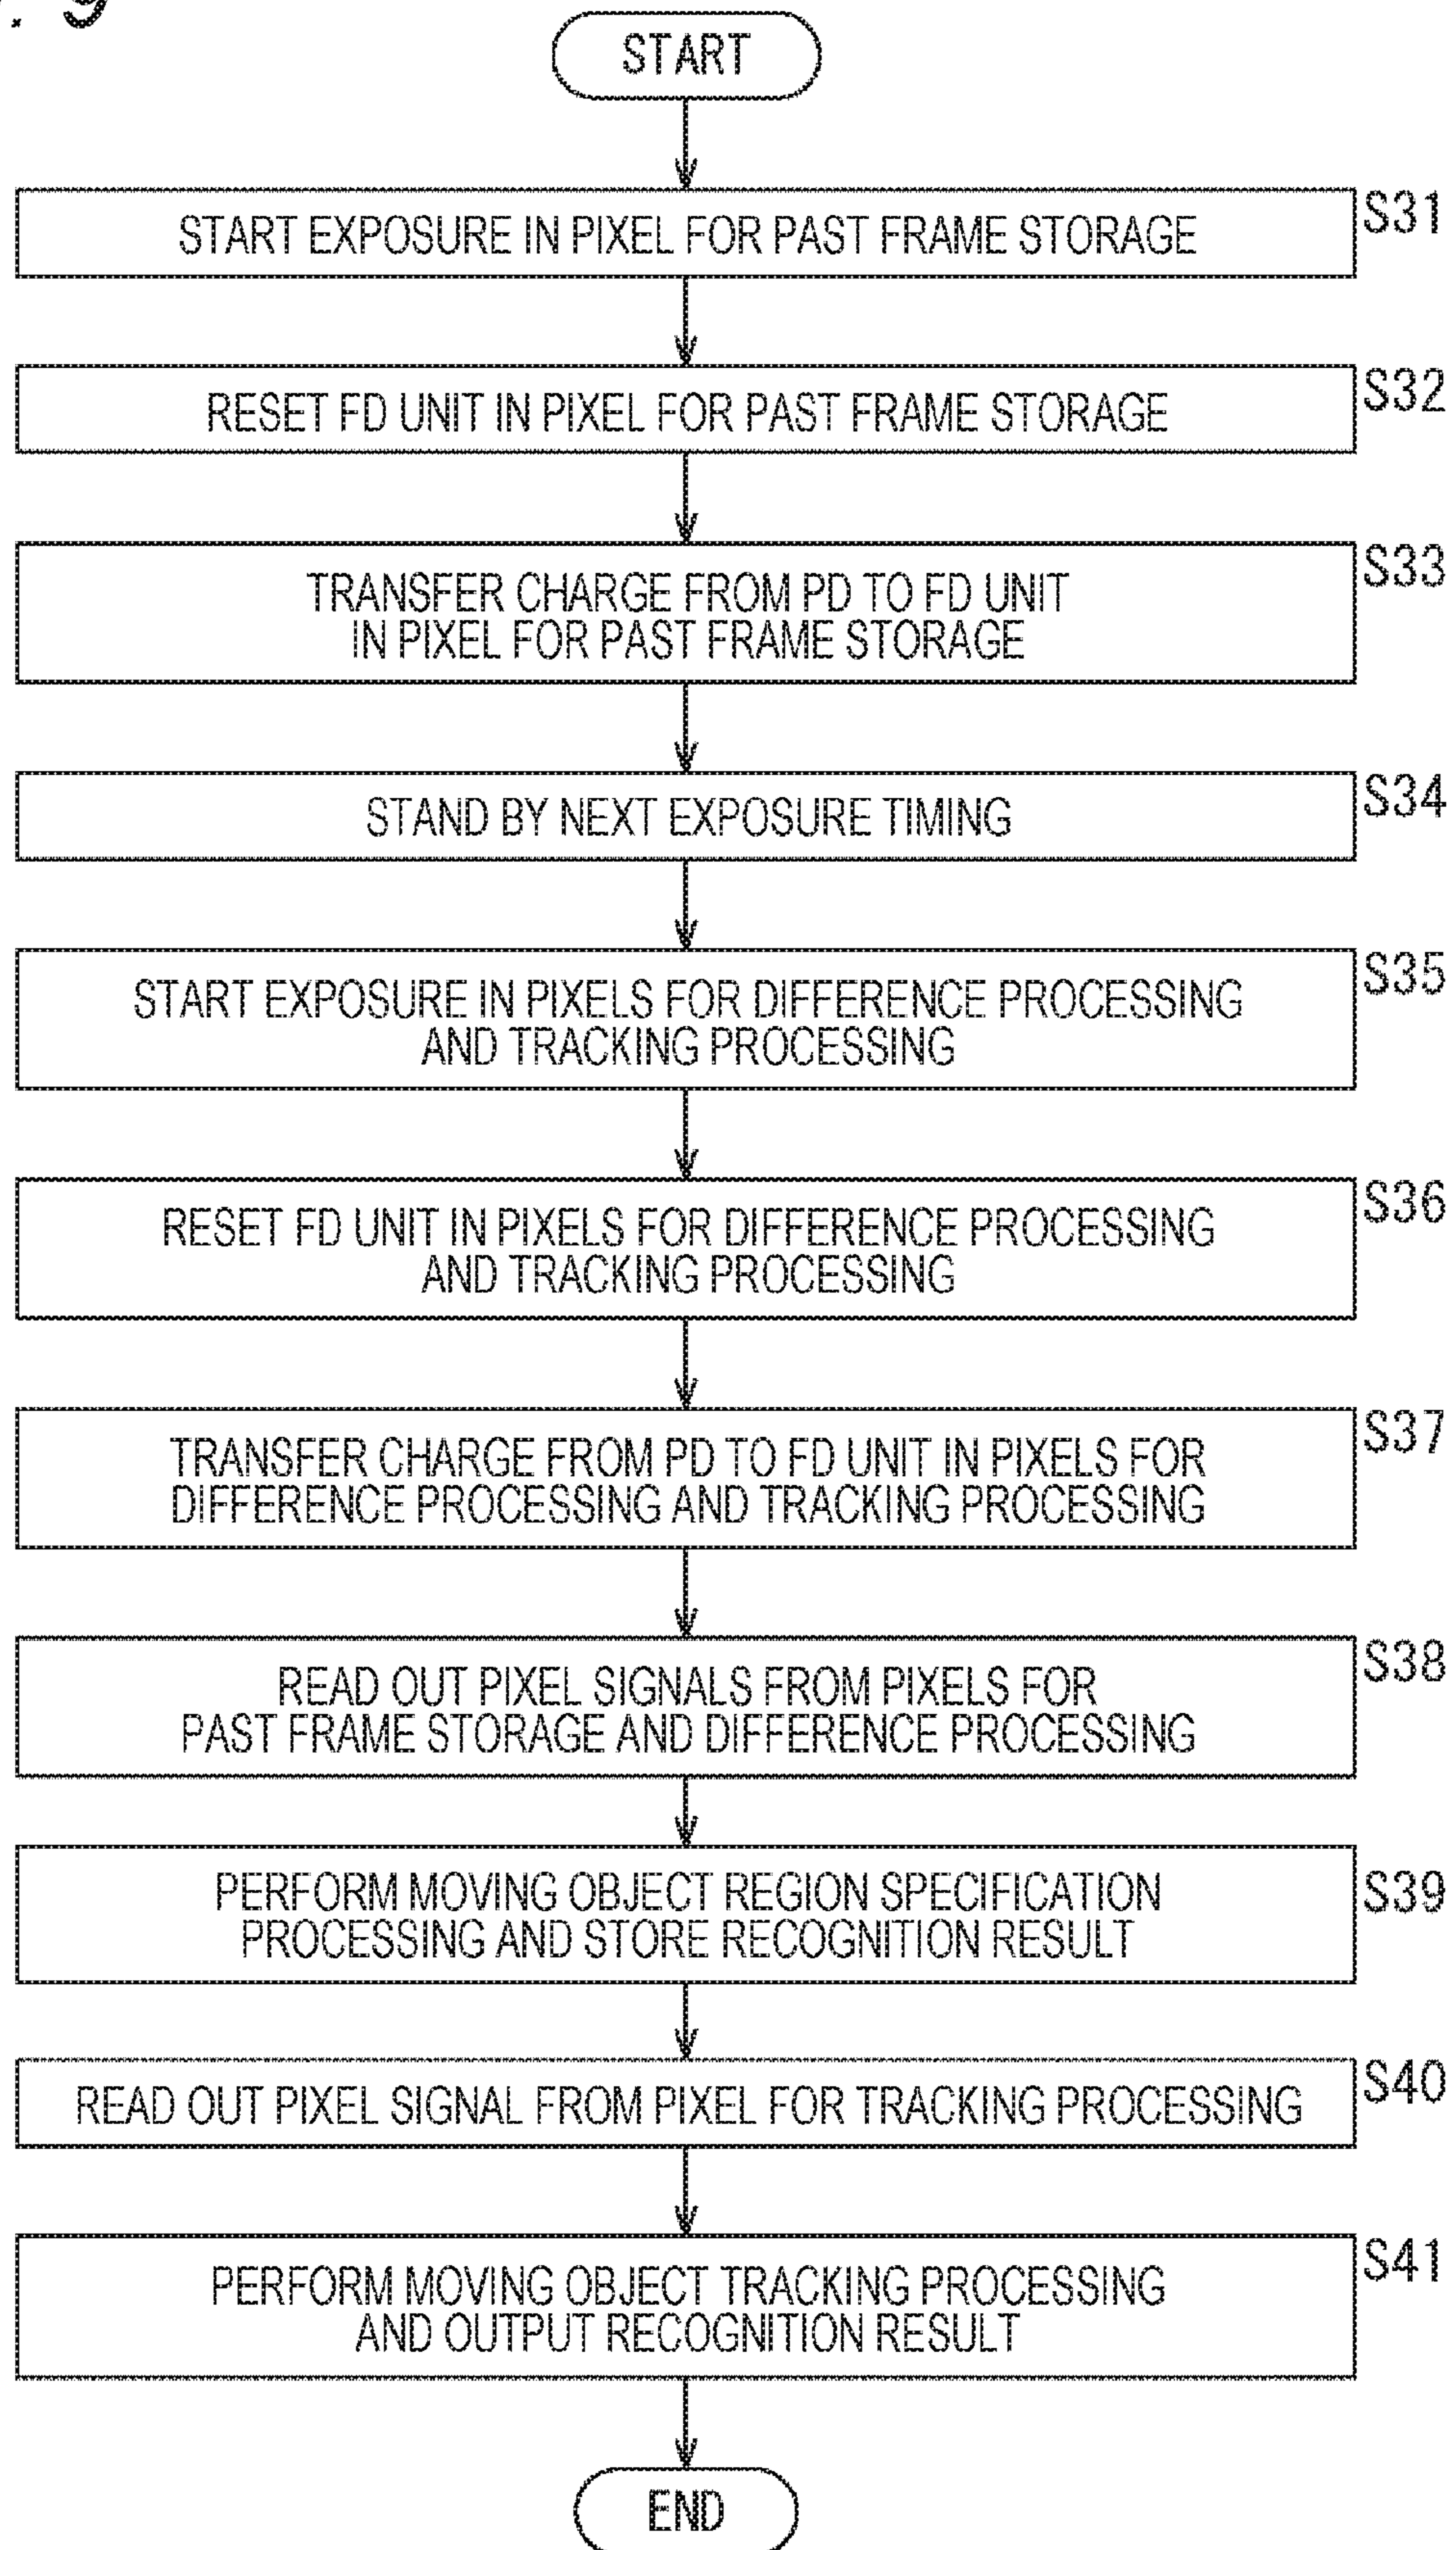 . 9
START
START EXPOSURE IN PIXEL FOR PAST FRAME STORAGE
S31
RESET FD UNIT IN PIXEL FOR PAST FRAME STORAGE
S32
TRANSFER CHARGE FROM PD TO FD UNIT
IN PIXEL FOR PAST FRAME STORAGE
S33
STAND BY NEXT EXPOSURE TIMING
S34
START EXPOSURE IN PIXELS FOR DIFFERENCE PROCESSING
AND TRACKING PROCESSING
S35
RESET FD UNIT IN PIXELS FOR DIFFERENCE PROCESSING
AND TRACKING PROCESSING
S36
TRANSFER CHARGE FROM PD TO FD UNIT IN PIXELS FOR
DIFFERENCE PROCESSING AND TRACKING PROCESSING
S37
READ OUT PIXEL SIGNALS FROM PIXELS FOR
PAST FRAME STORAGE AND DIFFERENCE PROCESSING
S38
PERFORM MOVING OBJECT REGION SPECIFICATION
PROCESSING AND STORE RECOGNITION RESULT
S39
READ OUT PIXEL SIGNAL FROM PIXEL FOR TRACKING PROCESSING
S40
PERFORM MOVING OBJECT TRACKING PROCESSING
AND OUTPUT RECOGNITION RESULT
S41
END